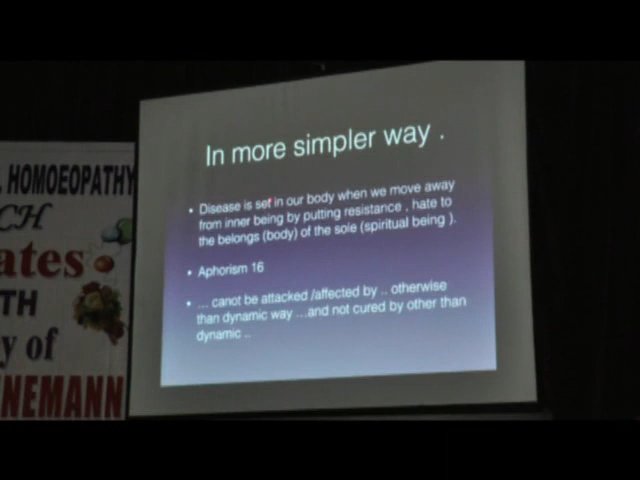 In more simpler way .
• Disease is set in our body when we move away
from inner being by putting resistance , hate to
the belongs (body) of the sole (spiritual being ).
• Aphorism 16
• ... canot be attacked /affected by .. otherwise
than dynamic way ...and not cured by other than
dynamic ..
HOMOEOPATHY
CH
ates
TH
y of
NEMANN